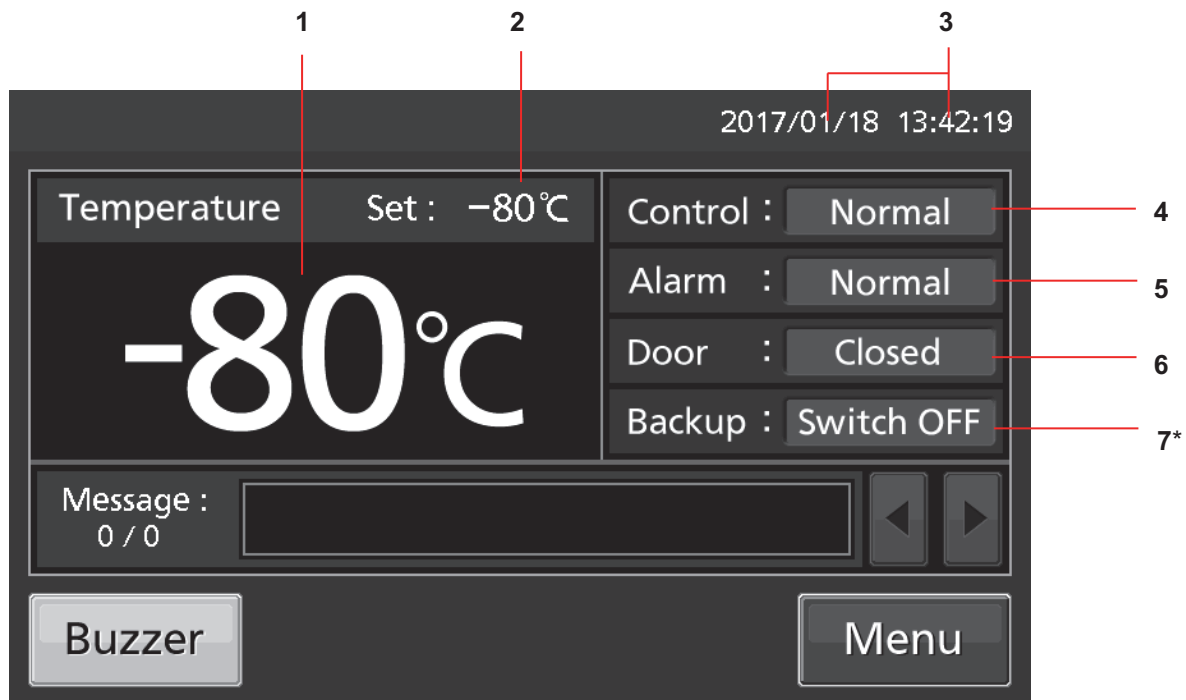 1 2 3
2017/01/18 13:42:19
Temperature Set : −80℃
-80℃
Control : Normal 4
Alarm : Normal 5
Door : Closed 6
Backup : Switch OFF 7*
Message :
0 / 0
Buzzer Menu